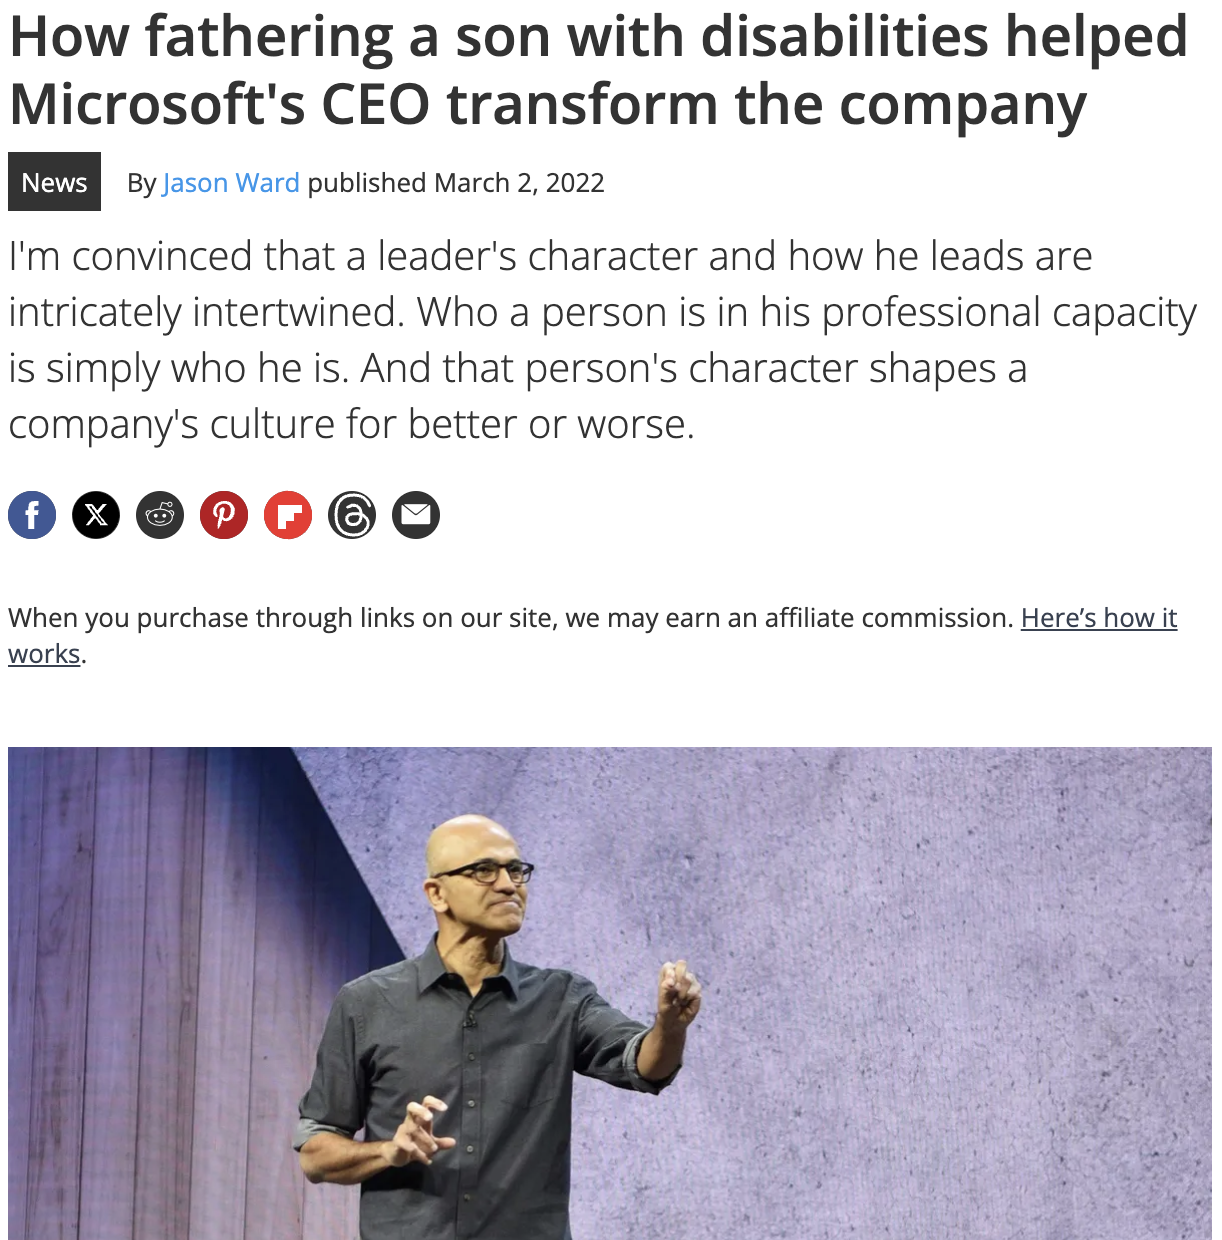 How fathering a son with disabilities helped
Microsoft's CEO transform the company
News By Jason Ward published March 2, 2022
I'm convinced that a leader's character and how he leads are
intricately intertwined. Who a person is in his professional capacity
is simply who he is. And that person's character shapes a
company's culture for better or worse.
When you purchase through links on our site, we may earn an affiliate commission. Here’s how it
works.